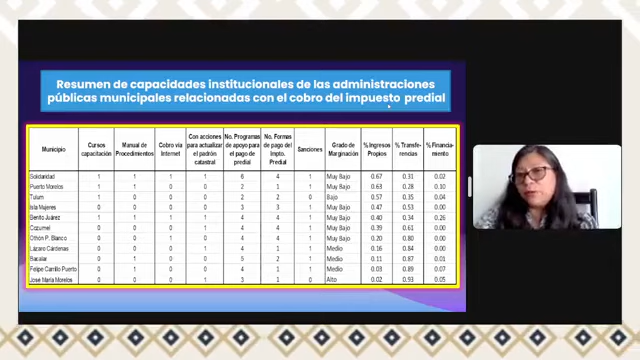 Resumen de capacidades institucionales de las administraciones
públicas municipales relacionadas con el cobro del impuesto predial
Municipio Cursos capacitación Manual de Procedimientos Cobro vía Internet Con acciones para actualizar el padrón catastral No. Programas de apoyo para el pago de predial No. Formas de pago del Impto. Predial Sanciones Grado de Marginación % Ingresos Propios % Transfe-rencias % Financia-miento
Solidaridad 1 1 1 1 6 4 1 Muy Bajo 0.67 0.31 0.02
Puerto Morelos 1 1 1 0 2 1 1 Muy Bajo 0.63 0.28 0.10
Tulum 1 0 0 0 2 2 0 Bajo 0.57 0.35 0.04
Isla Mujeres 1 0 0 0 3 3 1 Muy Bajo 0.47 0.53 0.00
Benito Juárez 1 1 1 1 4 4 1 Muy Bajo 0.40 0.34 0.26
Cozumel 0 0 0 1 4 4 1 Muy Bajo 0.39 0.61 0.00
Othón P. Blanco 0 0 1 0 4 4 1 Muy Bajo 0.20 0.80 0.00
Lázaro Cárdenas 0 0 0 0 4 1 1 Medio 0.16 0.84 0.00
Bacalar 0 1 0 0 5 2 1 Medio 0.11 0.87 0.01
Felipe Carrillo Puerto 0 1 0 0 4 4 1 Medio 0.03 0.89 0.07
José María Morelos 0 0 0 1 3 1 0 Alto 0.02 0.93 0.05